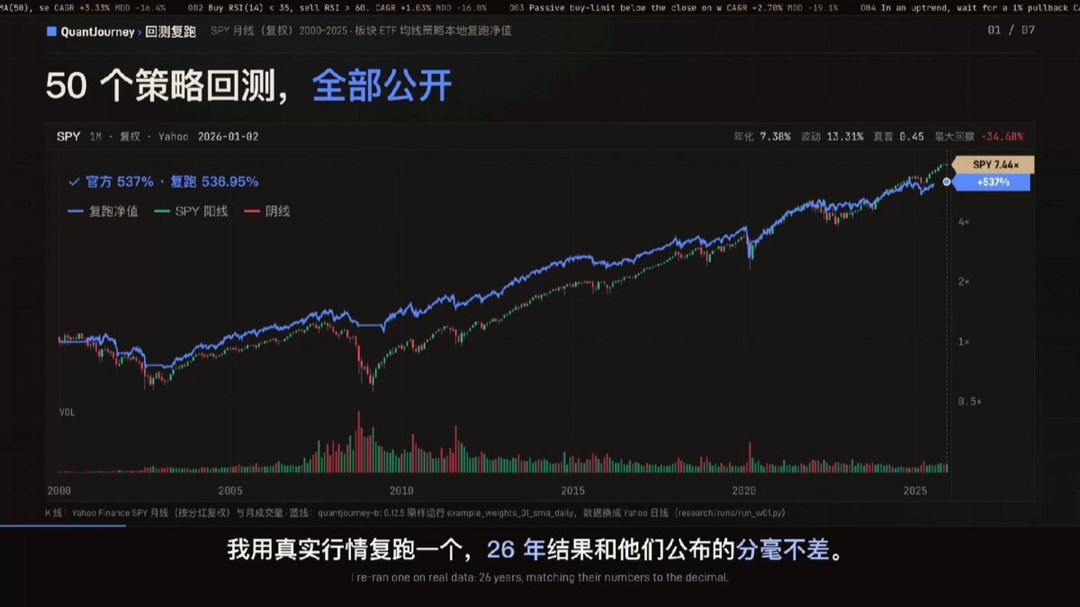 MA(50), se CAGR +3.33% MDD -16.4% 002 Buy RSI(14) < 35, sell RSI > 60. CAGR +1.03% MDD -16.0% 003 Passive buy-limit below the close on w CAGR +2.70% MDD -19.1% 004 In an uptrend, wait for a 1% pullback CA
QuantJourney › 回测复跑 SPY 月线（复权）2000–2025 · 板块 ETF 均线策略本地复跑净值 01 / 07
50 个策略回测，全部公开
SPY 1M · 复权 · Yahoo 2026-01-02 年化 7.38% 波动 13.31% 夏普 0.45 最大回撤 -34.68%
✓ 官方 537% · 复跑 536.95%
复跑净值 SPY 阳线 阴线
SPY 7.44×
+537%
4×
2×
1×
0.5×
VOL
2000 2005 2010 2015 2020 2025
K 线：Yahoo Finance SPY 月线（按分红复权）与月成交量 · 蓝线：quantjourney-bt 0.12.5 原样运行 example_weights_01_sma_daily，数据换成 Yahoo 日线（research/runs/run_w01.py）
我用真实行情复跑一个，26 年结果和他们公布的分毫不差。
I re-ran one on real data: 26 years, matching their numbers to the decimal.